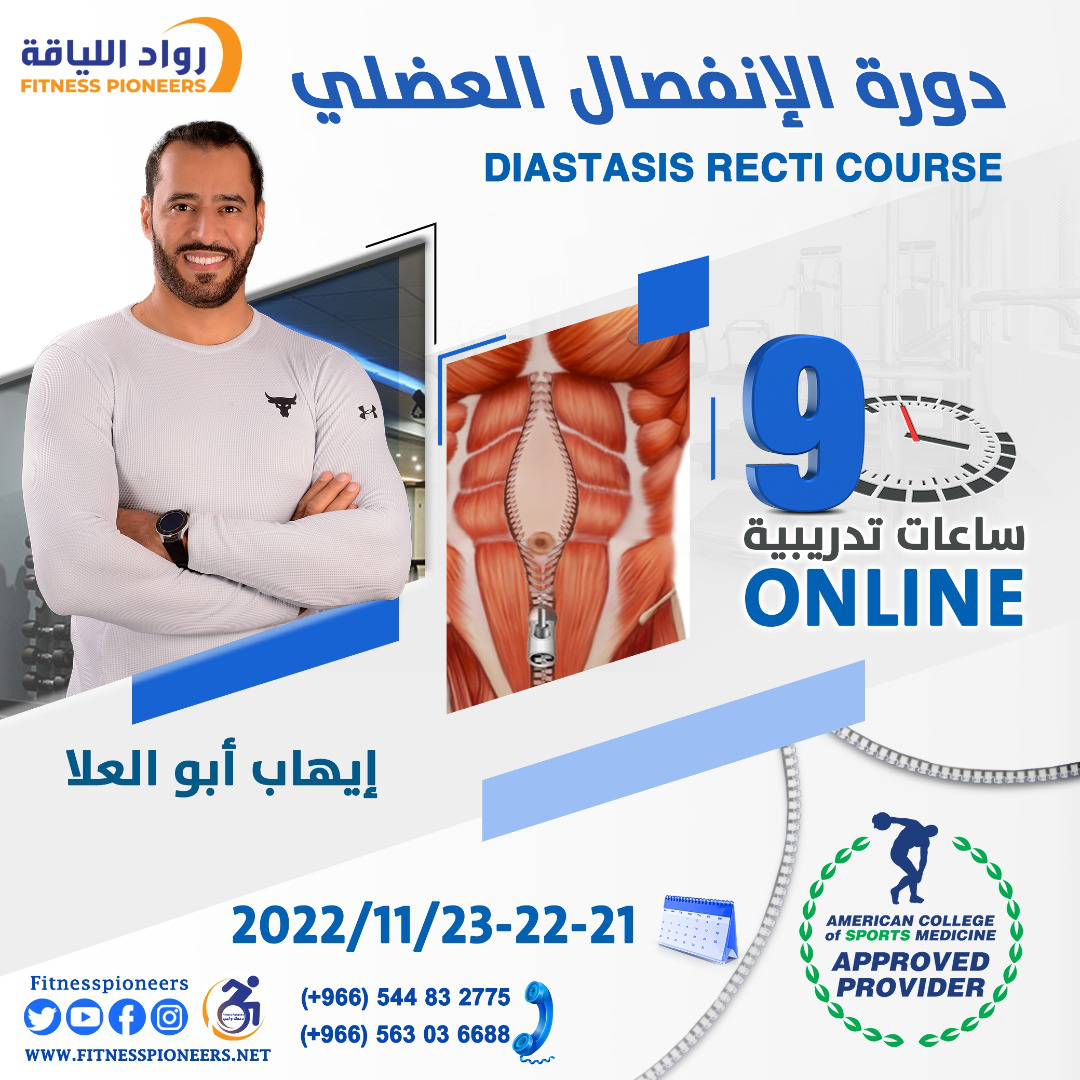 رواد اللياقة
FITNESS PIONEERS
دورة الإنفصال العضلي
DIASTASIS RECTI COURSE
9
ساعات تدريبية
ONLINE
إيهاب أبو العلا
2022/11/23-22-21
AMERICAN COLLEGE
of SPORTS MEDICINE
APPROVED
PROVIDER
Fitnesspioneers
WWW.FITNESSPIONEERS.NET
(+966) 544 83 2775
(+966) 563 03 6688